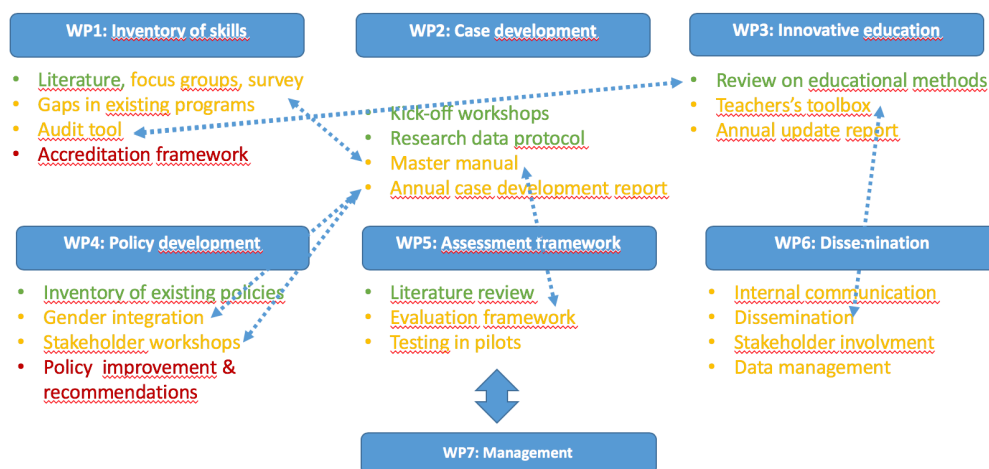 WP1: Inventory of skills
• Literature, focus groups, survey
• Gaps in existing programs
• Audit tool
• Accreditation framework
WP2: Case development
• Kick-off workshops
• Research data protocol
• Master manual
• Annual case development report
WP3: Innovative education
• Review on educational methods
• Teachers's toolbox
• Annual update report
WP4: Policy development
• Inventory of existing policies
• Gender integration
• Stakeholder workshops
• Policy improvement &
recommendations
WP5: Assessment framework
• Literature review
• Evaluation framework
• Testing in pilots
WP6: Dissemination
• Internal communication
• Dissemination
• Stakeholder involvment
• Data management
WP7: Management